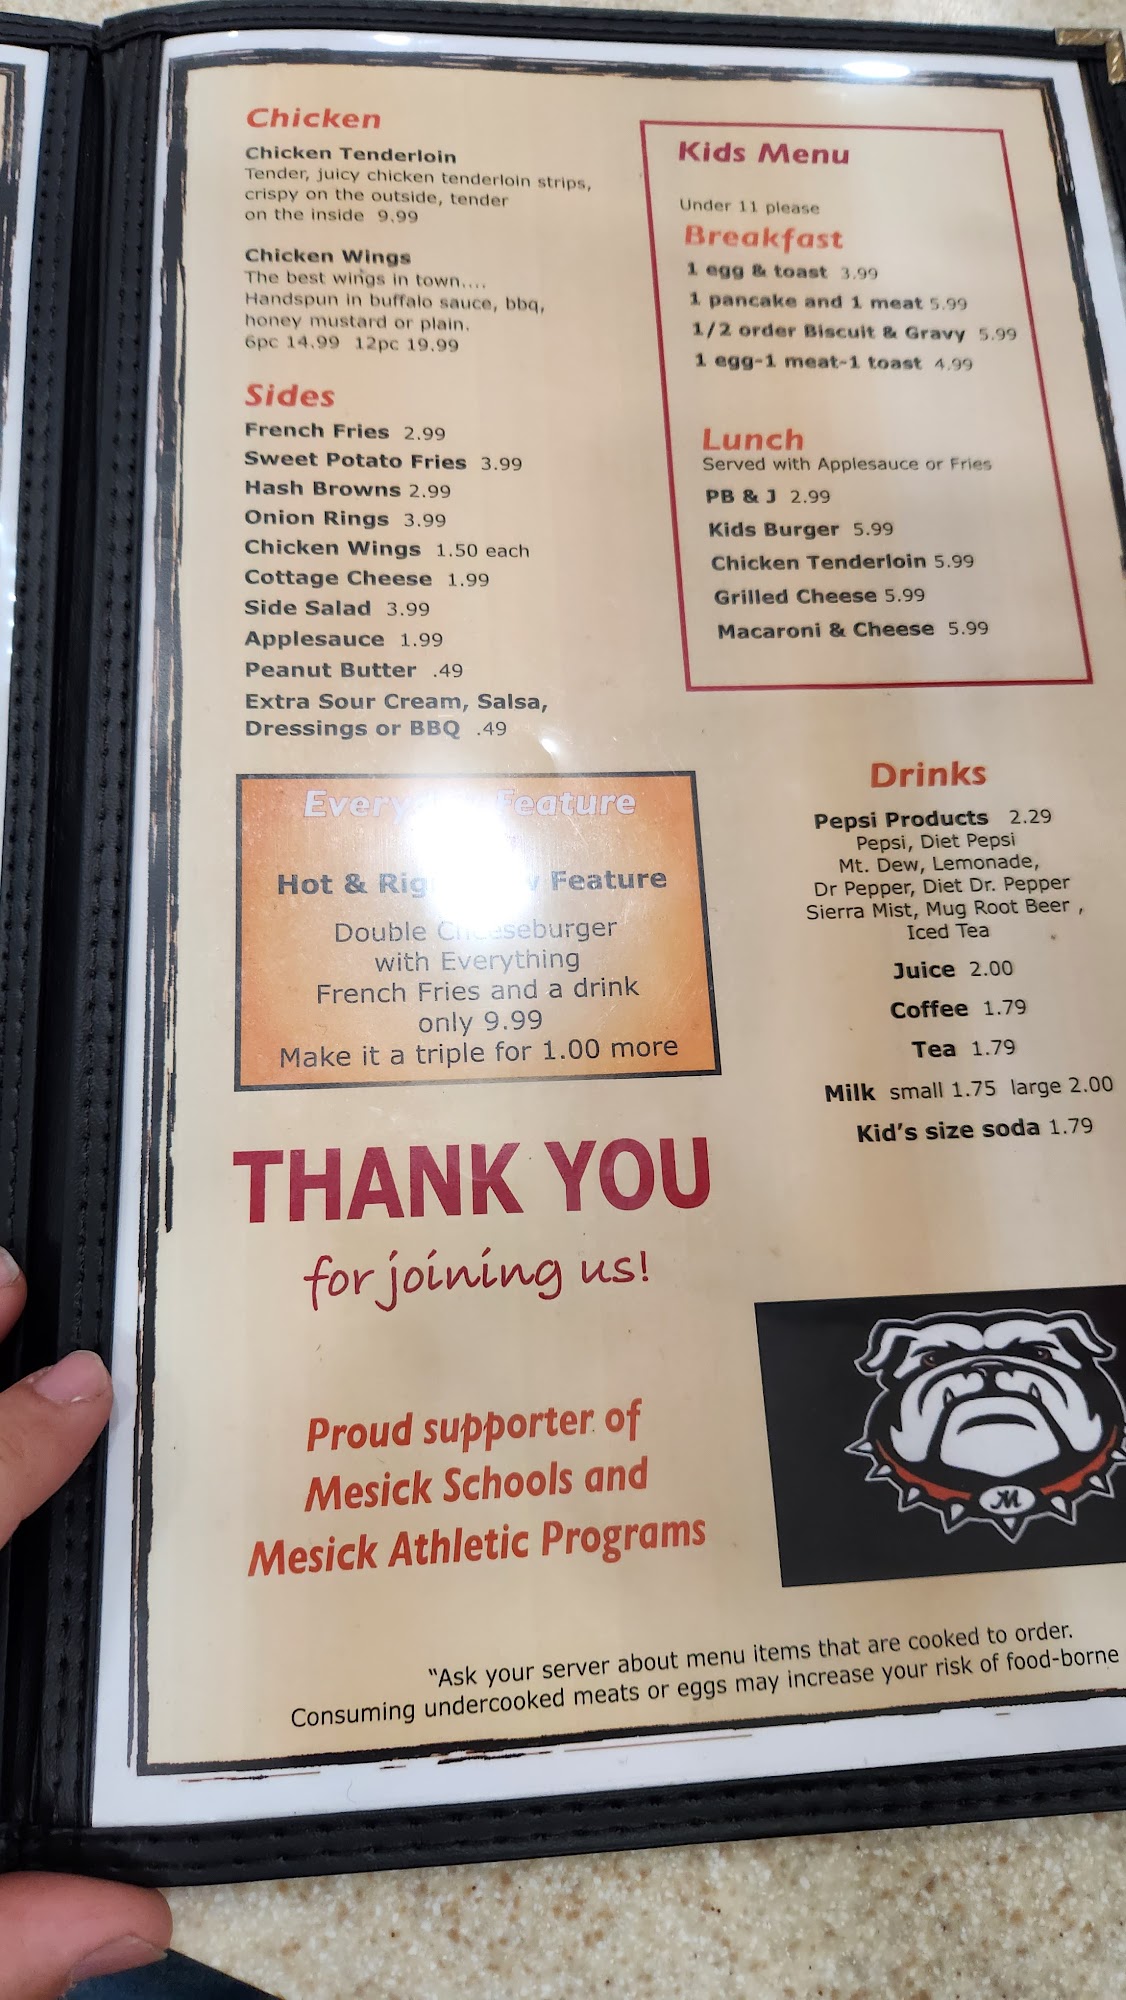 Chicken
Chicken Tenderloin
Tender, juicy chicken tenderloin strips,
crispy on the outside, tender
on the inside 9.99
Chicken Wings
The best wings in town....
Handspun in buffalo sauce, bbq,
honey mustard or plain.
6pc 14.99 12pc 19.99
Sides
French Fries 2.99
Sweet Potato Fries 3.99
Hash Browns 2.99
Onion Rings 3.99
Chicken Wings 1.50 each
Cottage Cheese 1.99
Side Salad 3.99
Applesauce 1.99
Peanut Butter .49
Extra Sour Cream, Salsa,
Dressings or BBQ .49
Feature
Hot & Feature
Double Cheeseburger
with Everything
French Fries and a drink
only 9.99
Make it a triple for 1.00 more
THANK YOU
for joining us!
Proud supporter of
Mesick Schools and
Mesick Athletic Programs
Kids Menu
Under 11 please
Breakfast
1 egg & toast 3.99
1 pancake and 1 meat 5.99
1/2 order Biscuit & Gravy 5.99
1 egg-1 meat-1 toast 4.99
Lunch
Served with Applesauce or Fries
PB & J 2.99
Kids Burger 5.99
Chicken Tenderloin 5.99
Grilled Cheese 5.99
Macaroni & Cheese 5.99
Drinks
Pepsi Products 2.29
Pepsi, Diet Pepsi
Mt. Dew, Lemonade,
Dr Pepper, Diet Dr. Pepper
Sierra Mist, Mug Root Beer ,
Iced Tea
Juice 2.00
Coffee 1.79
Tea 1.79
Milk small 1.75 large 2.00
Kid's size soda 1.79
M
"Ask your server about menu items that are cooked to order.
Consuming undercooked meats or eggs may increase your risk of food-borne